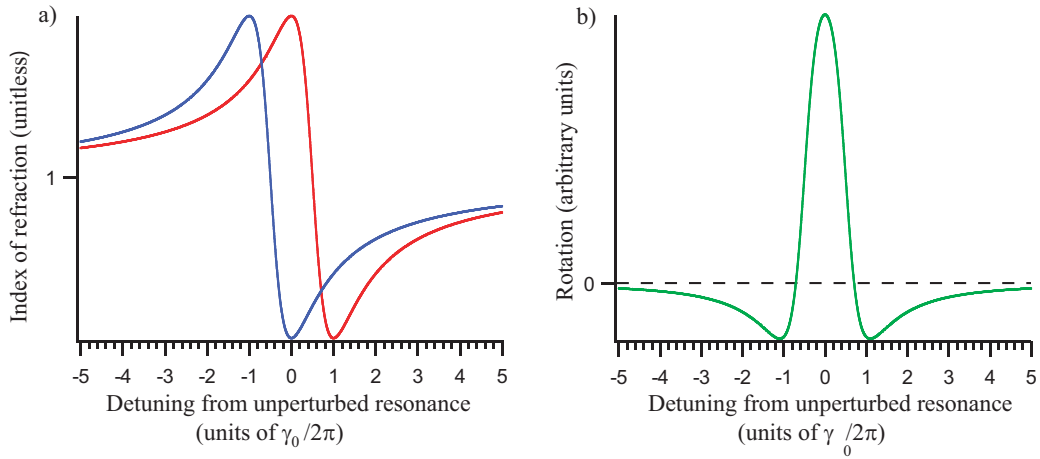 a)
Index of refraction (unitless)
1
-5 -4 -3 -2 -1 0 1 2 3 4 5
Detuning from unperturbed resonance
(units of γ₀/2π)
b)
Rotation (arbitrary units)
0
-5 -4 -3 -2 -1 0 1 2 3 4 5
Detuning from unperturbed resonance
(units of γ₀/2π)